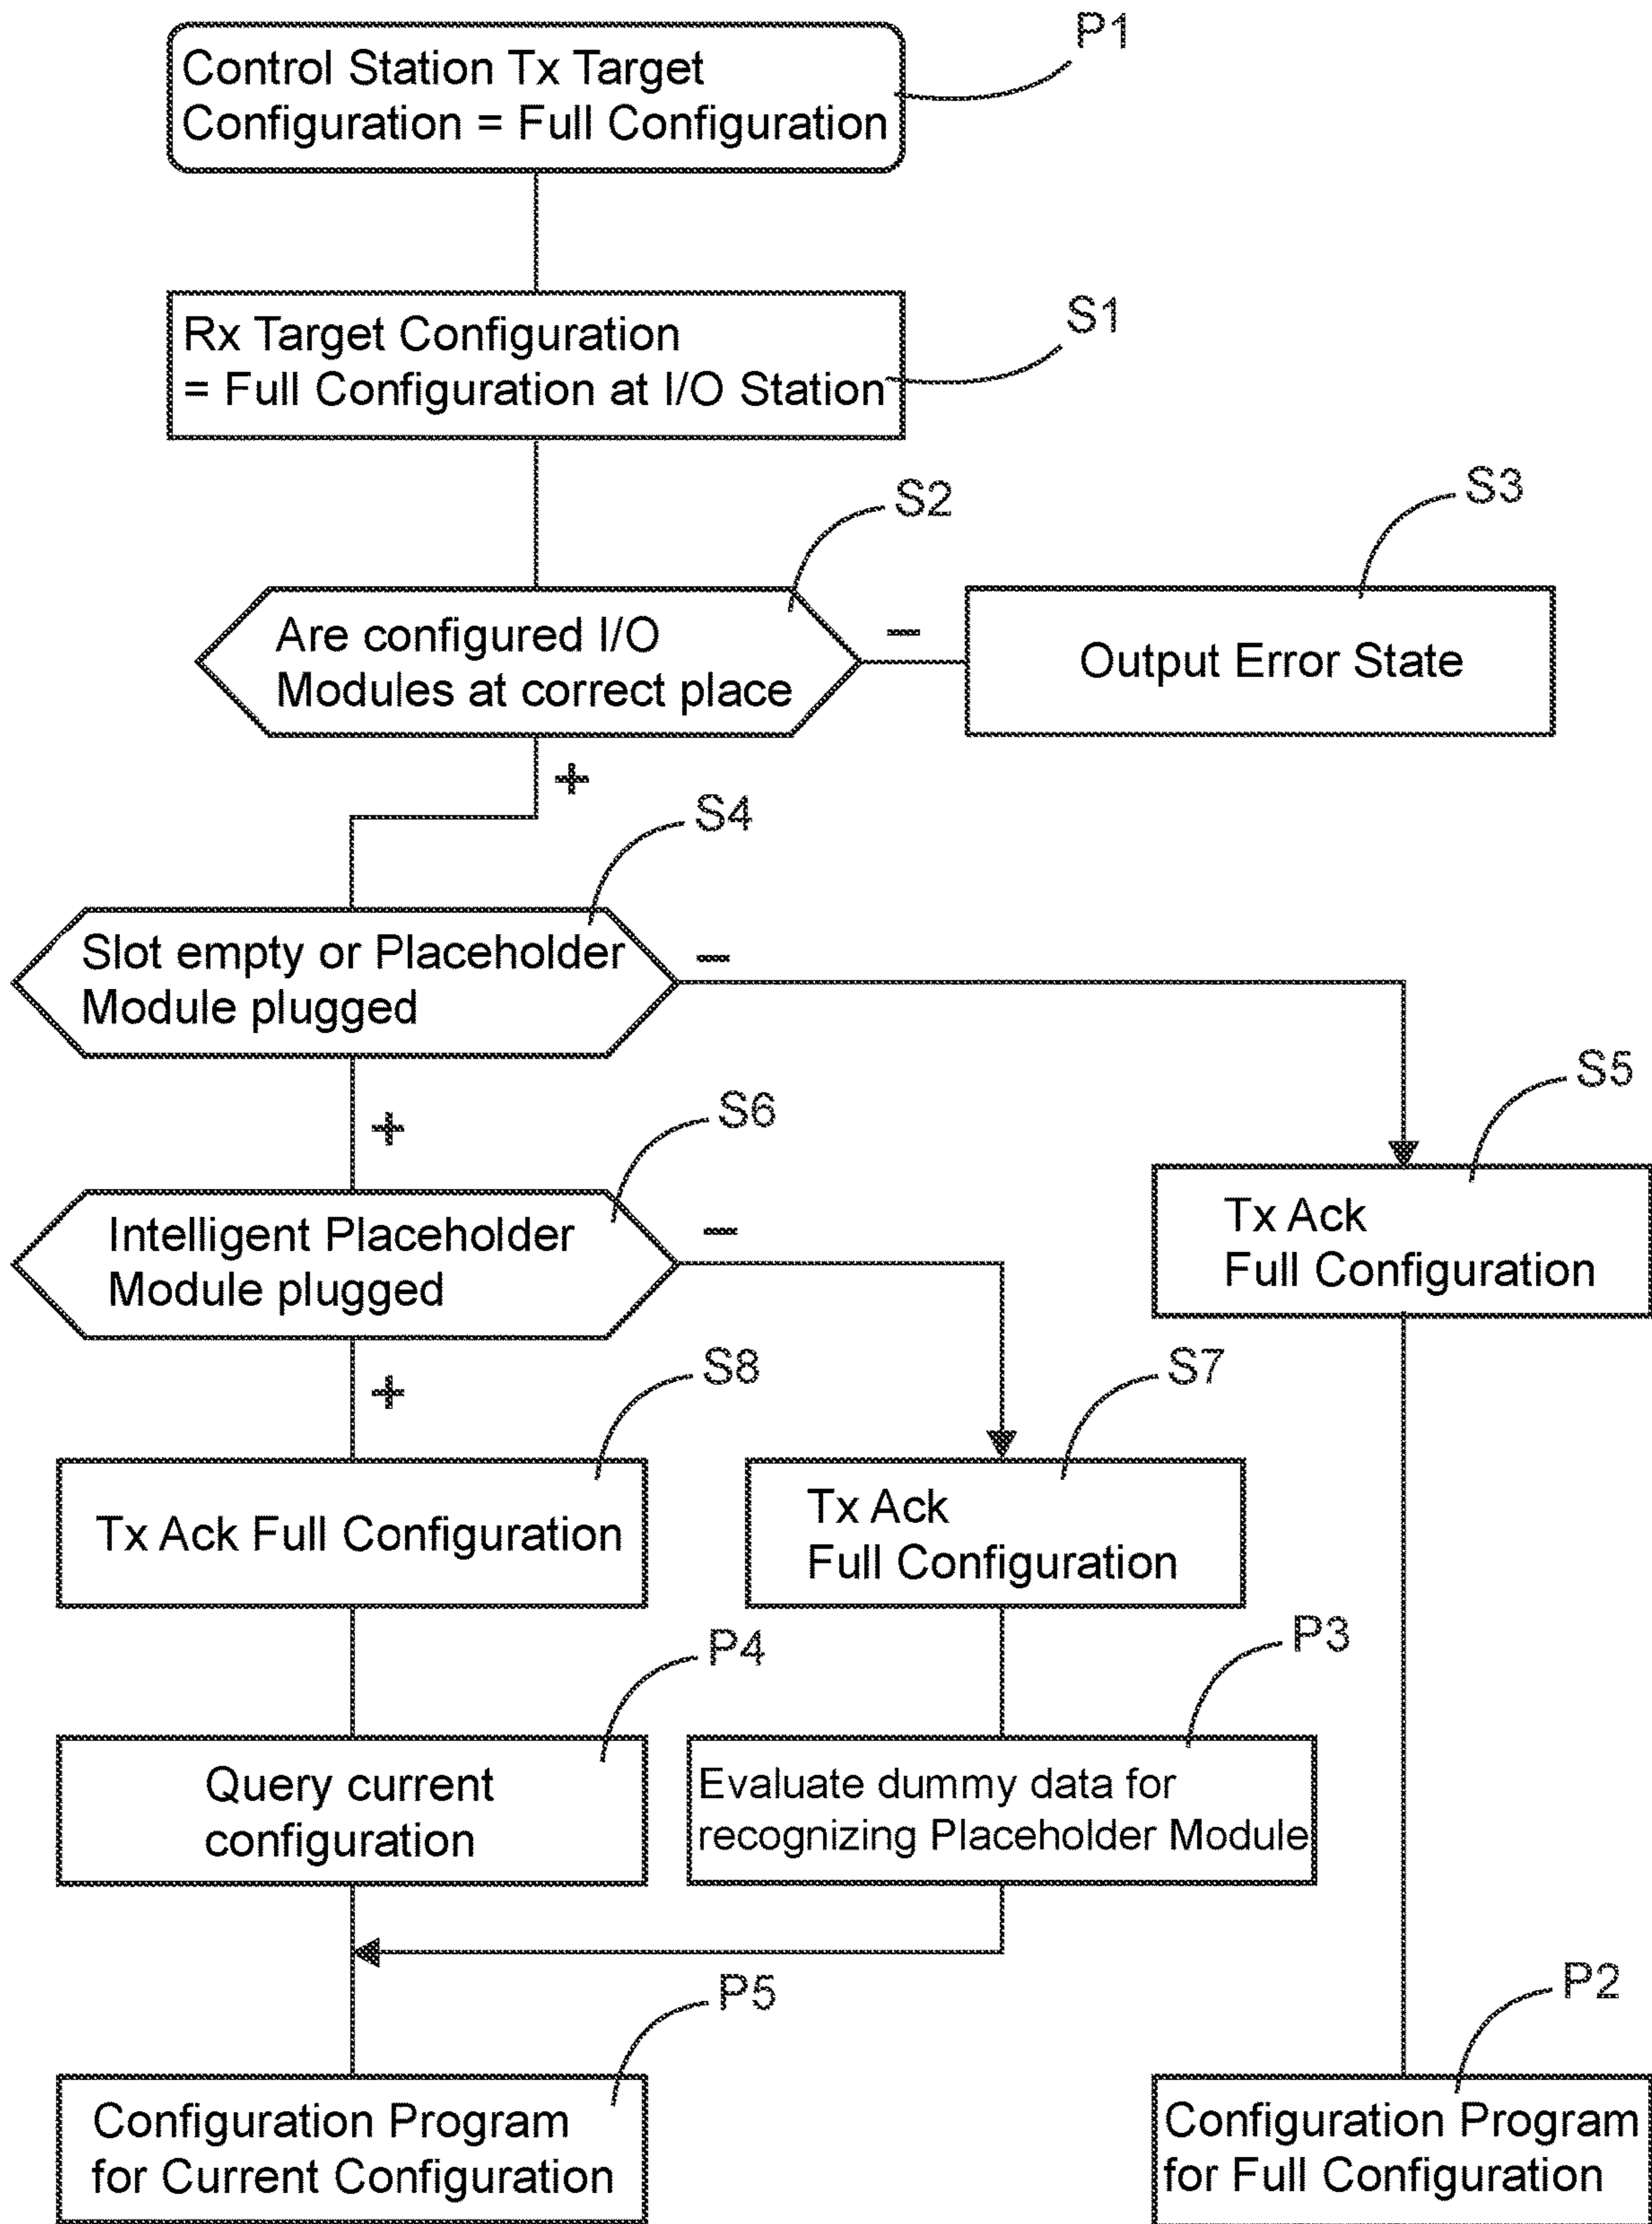 P1
Control Station Tx Target
Configuration = Full Configuration
S1
Rx Target Configuration
= Full Configuration at I/O Station
S2
S3
Are configured I/O
Modules at correct place
–
Output Error State
+
S4
Slot empty or Placeholder
Module plugged
–
S5
+
S6
Tx Ack
Full Configuration
Intelligent Placeholder
Module plugged
–
S8
S7
+
Tx Ack Full Configuration
Tx Ack
Full Configuration
P4
P3
Query current
configuration
Evaluate dummy data for
recognizing Placeholder Module
P5
P2
Configuration Program
for Current Configuration
Configuration Program
for Full Configuration